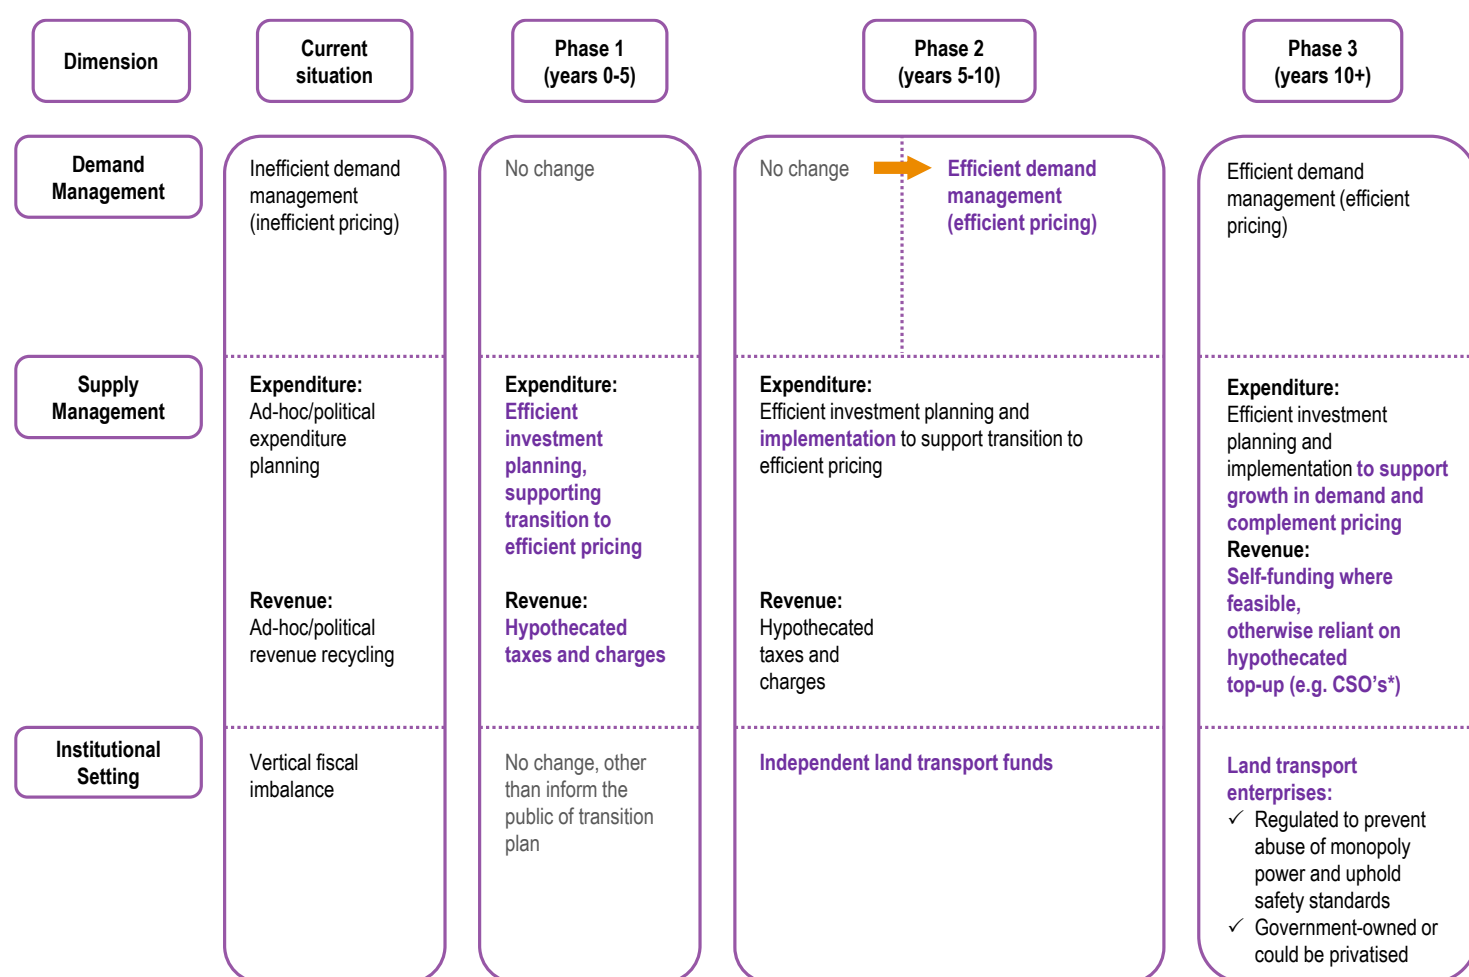 Dimension
Current
situation
Phase 1
(years 0-5)
Phase 2
(years 5-10)
Phase 3
(years 10+)
Demand
Management
Inefficient demand
management
(inefficient pricing)
No change
No change
Efficient demand
management
(efficient pricing)
Efficient demand
management (efficient
pricing)
Supply
Management
Expenditure:
Ad-hoc/political
expenditure
planning
Revenue:
Ad-hoc/political
revenue recycling
Expenditure:
Efficient
investment
planning,
supporting
transition to
efficient pricing
Revenue:
Hypothecated
taxes and charges
Expenditure:
Efficient investment planning and
implementation to support transition to
efficient pricing
Revenue:
Hypothecated
taxes and
charges
Expenditure:
Efficient investment
planning and
implementation to support
growth in demand and
complement pricing
Revenue:
Self-funding where
feasible,
otherwise reliant on
hypothecated
top-up (e.g. CSO's*)
Institutional
Setting
Vertical fiscal
imbalance
No change, other
than inform the
public of transition
plan
Independent land transport funds
Land transport
enterprises:
✓ Regulated to prevent
abuse of monopoly
power and uphold
safety standards
✓ Government-owned or
could be privatised